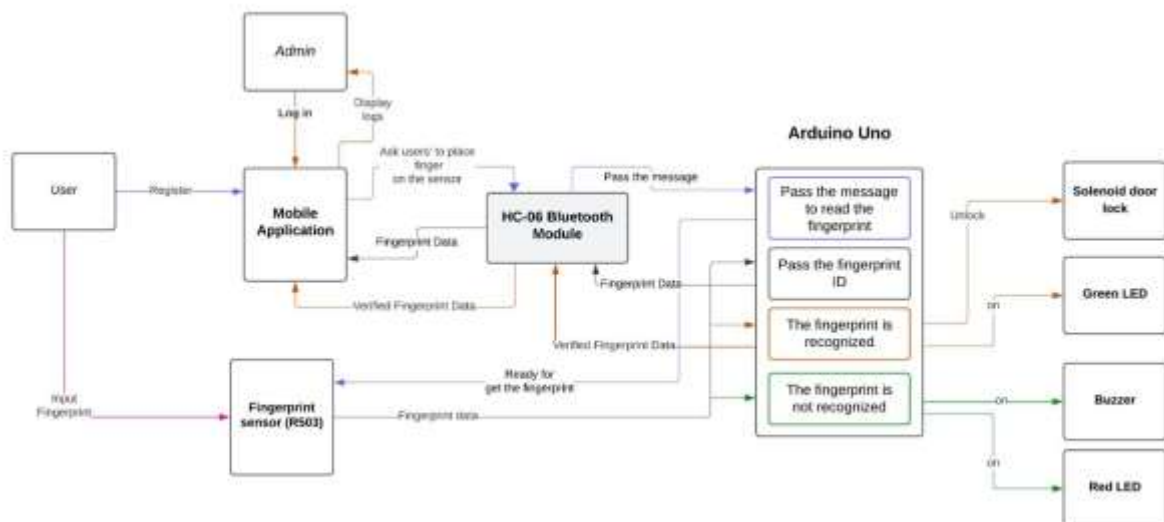 Admin
Log in
Display
logs
Arduino Uno
User
Register
Mobile
Application
Ask users' to place
finger
on the sensor
HC-06 Bluetooth
Module
Pass the message
Pass the message
to read the
fingerprint
Unlock
Solenoid door
lock
Fingerprint Data
Fingerprint Data
Pass the fingerprint
ID
Green LED
on
Verified Fingerprint Data
Verified Fingerprint Data
The fingerprint is
recognized
Input
Fingerprint
Fingerprint
sensor (R503)
Ready for
get the fingerprint
Fingerprint data
The fingerprint is
not recognized
on
Buzzer
on
Red LED